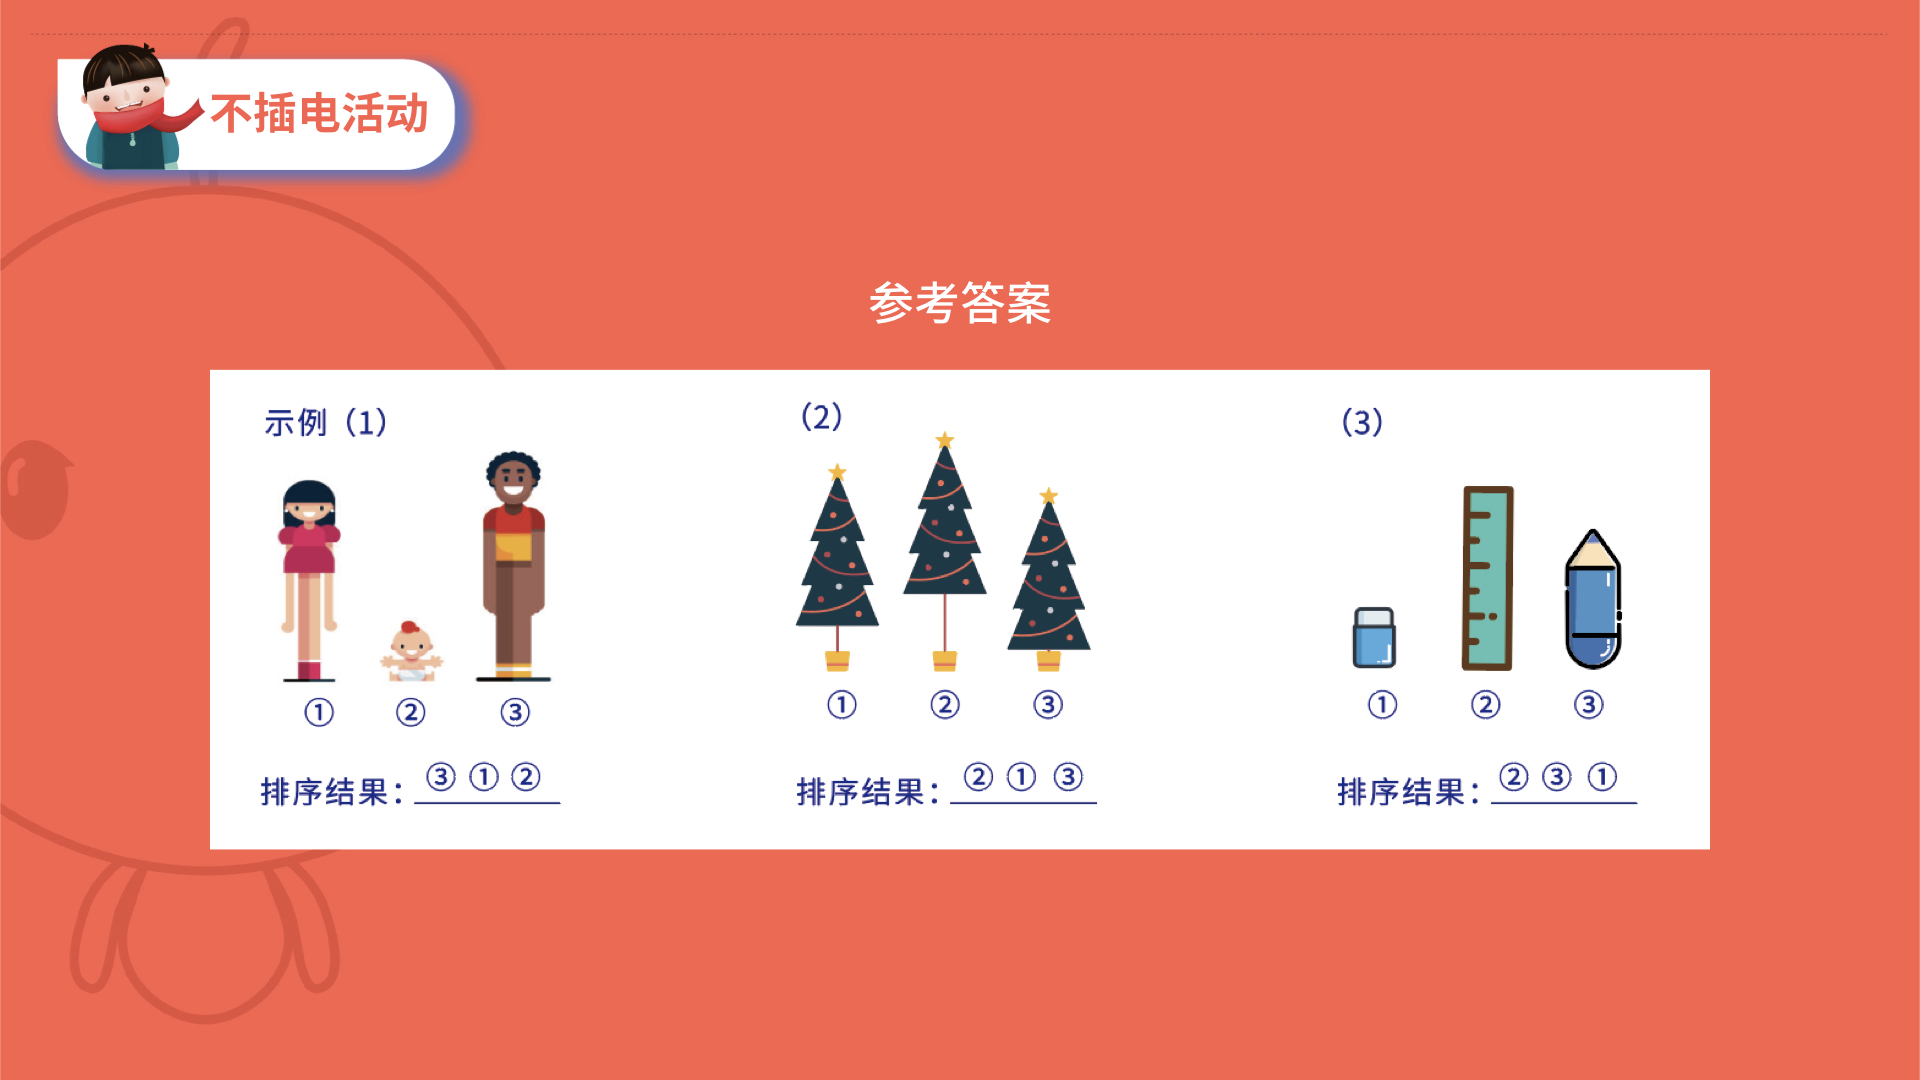 不插电活动
参考答案
示例（1）
① ② ③
排序结果：③ ① ②
（2）
① ② ③
排序结果：② ① ③
（3）
① ② ③
排序结果：② ③ ①